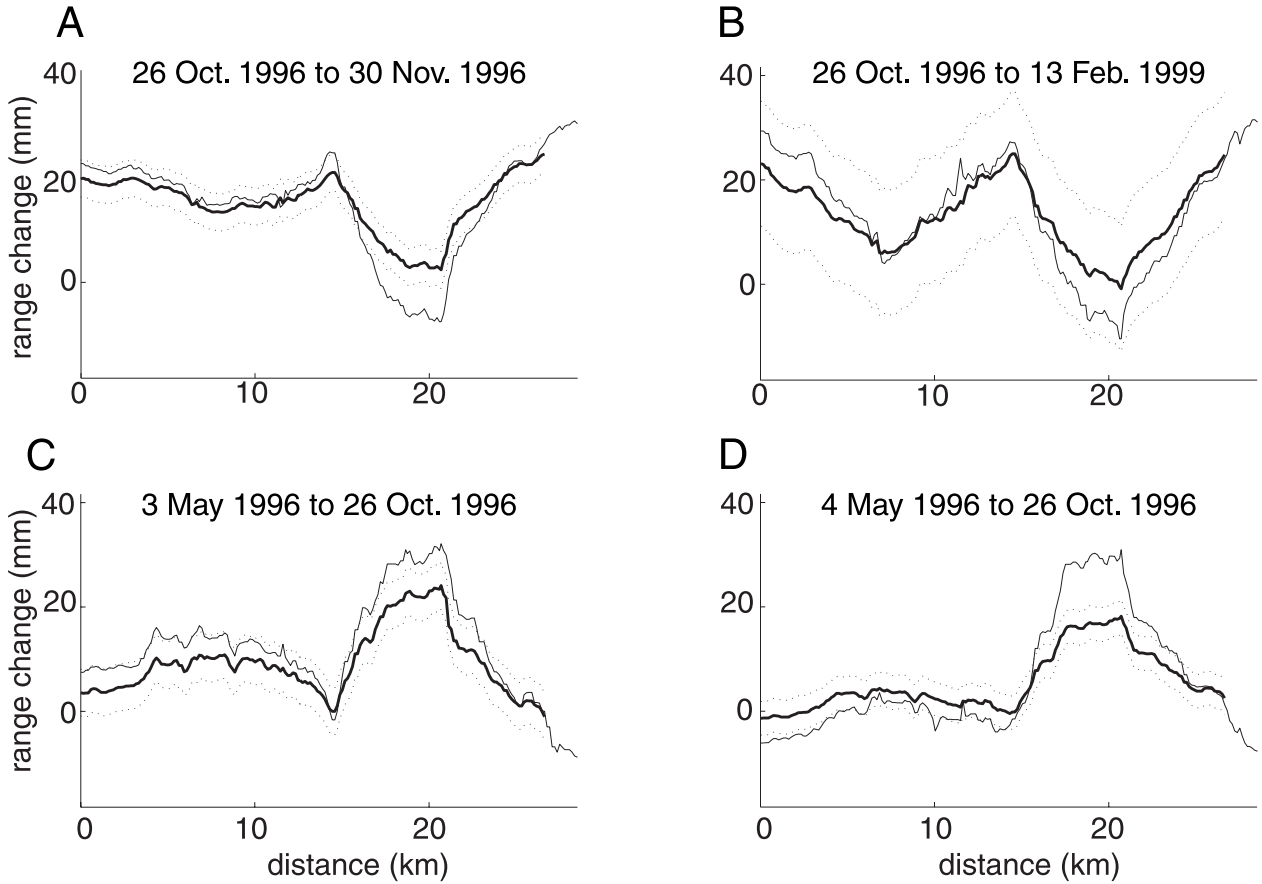 A
26 Oct. 1996 to 30 Nov. 1996
40
20
0
range change (mm)
0 10 20
B
26 Oct. 1996 to 13 Feb. 1999
40
20
0
0 10 20
C
3 May 1996 to 26 Oct. 1996
40
20
0
range change (mm)
0 10 20
distance (km)
D
4 May 1996 to 26 Oct. 1996
40
20
0
0 10 20
distance (km)